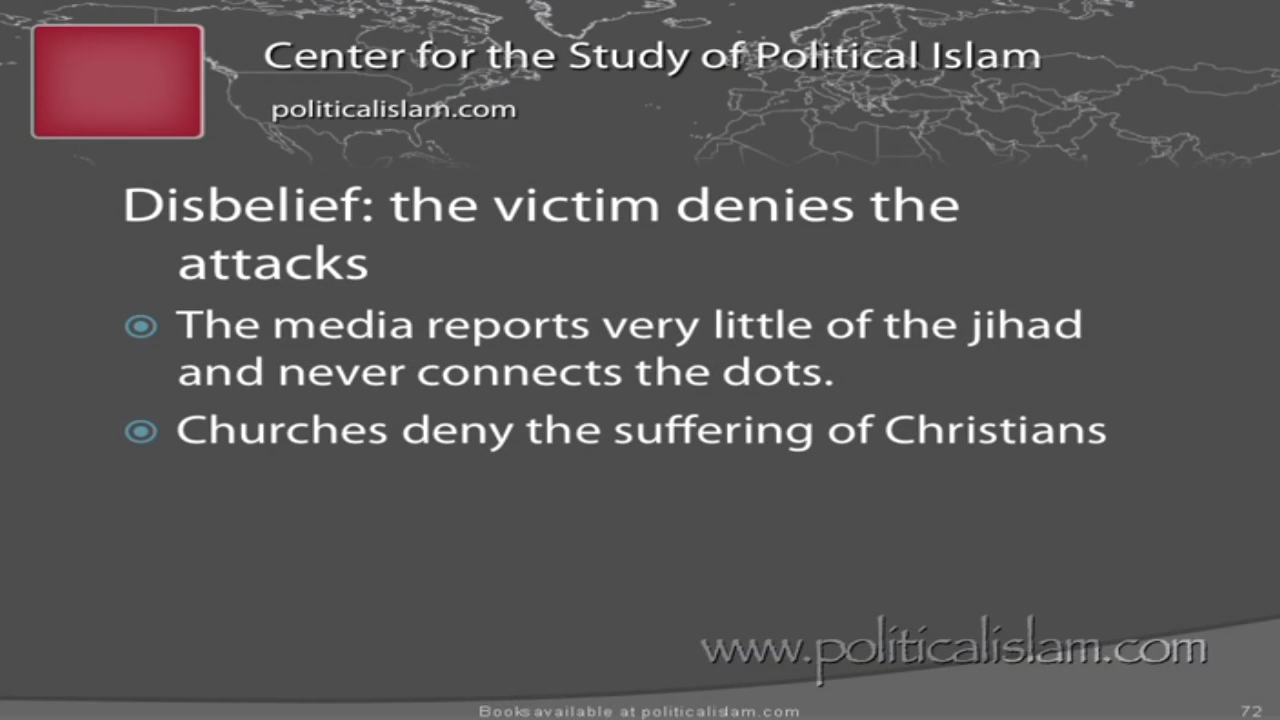 Center for the Study of Political Islam
politicalislam.com
Disbelief: the victim denies the
attacks
The media reports very little of the jihad
and never connects the dots.
Churches deny the suffering of Christians
www.politicalislam.com
Books available at politicalislam.com
72